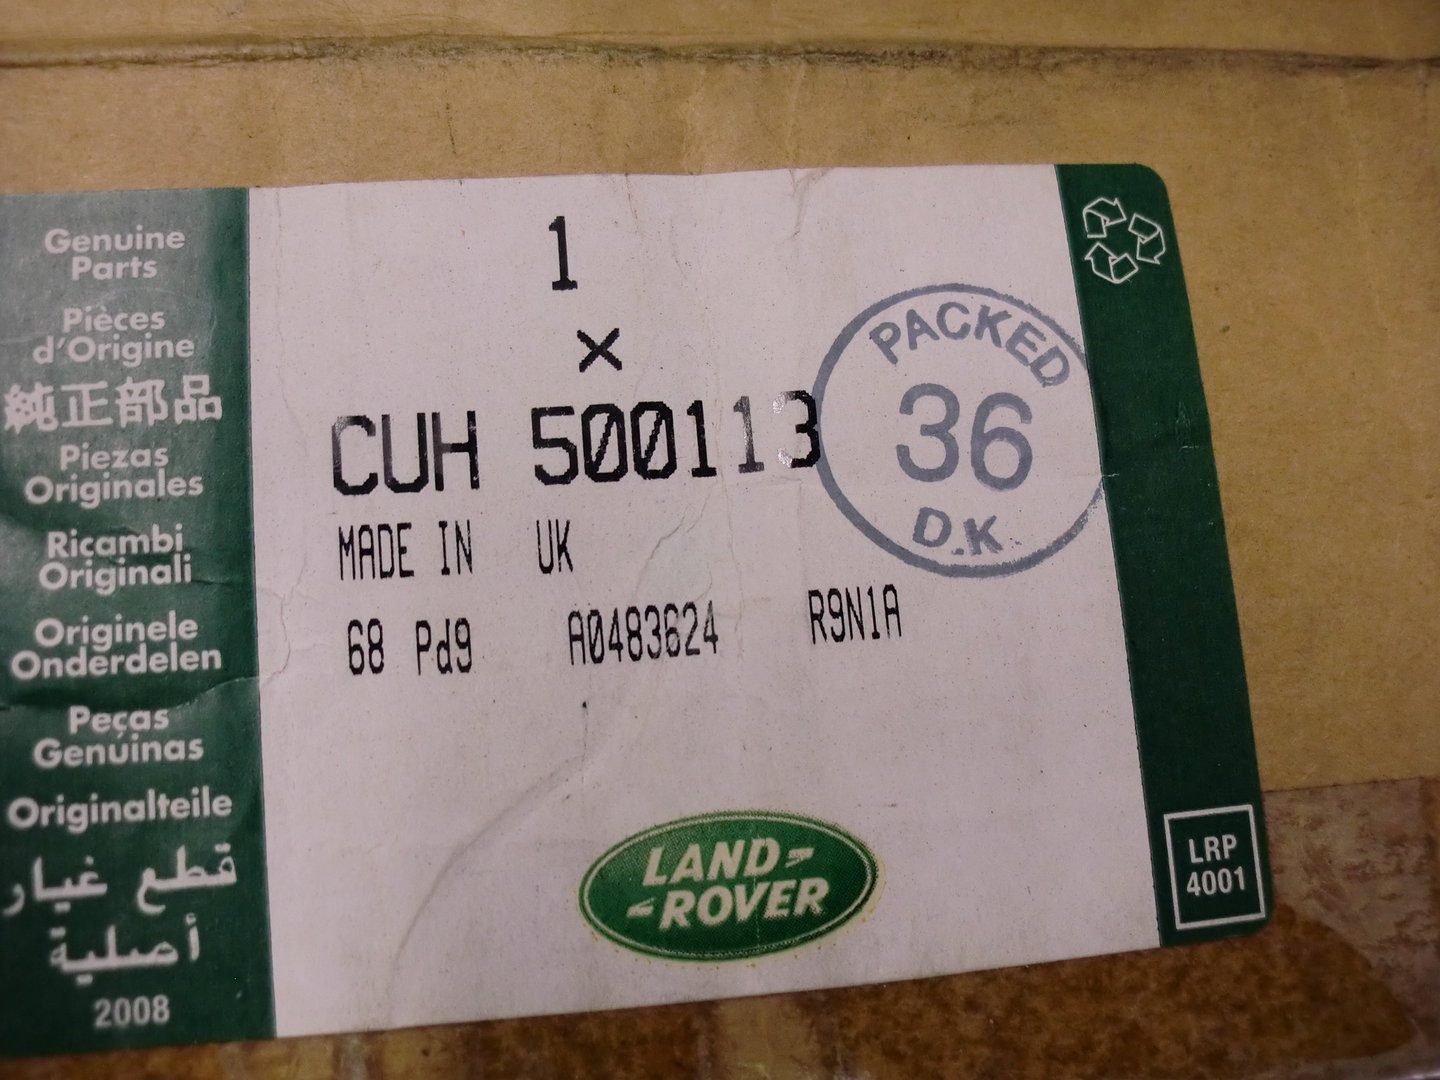 Genuine
Parts
Pièces
d'Origine
純正部品
Piezas
Originales
Ricambi
Originali
Originele
Onderdelen
Peças
Genuinas
Originalteile
قطع غيار
أصلية
2008
1
×
CUH 500113
MADE IN UK
68 Pd9 A0483624 R9N1A
PACKED
36
D.K
LAND-
-ROVER
LRP
4001